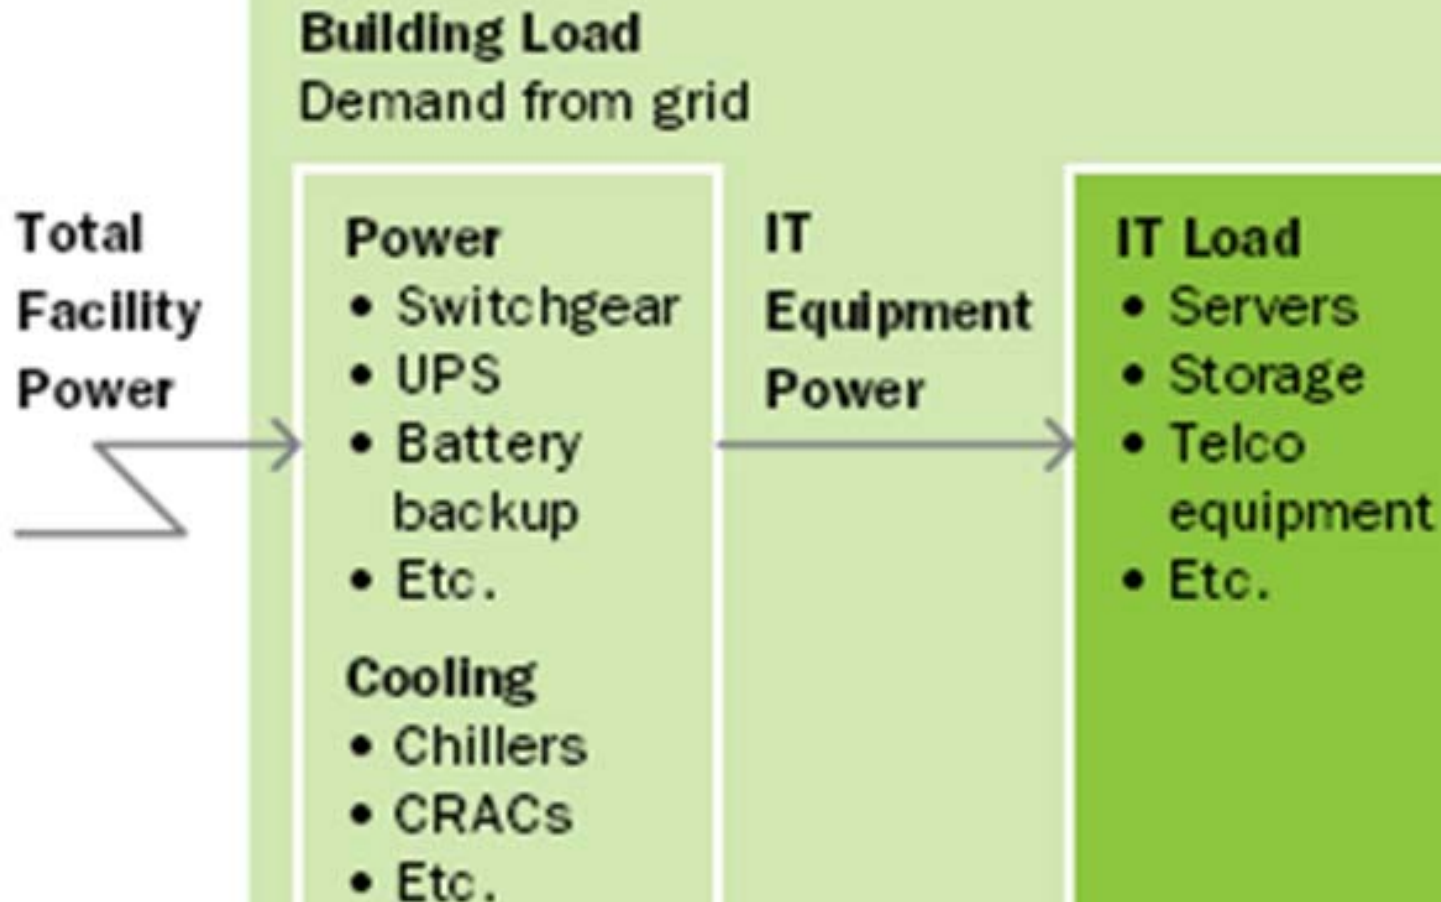 Building Load
Demand from grid
Total
Facility
Power
Power
• Switchgear
• UPS
• Battery
backup
• Etc.
Cooling
• Chillers
• CRACs
• Etc.
IT
Equipment
Power
IT Load
• Servers
• Storage
• Telco
equipment
• Etc.